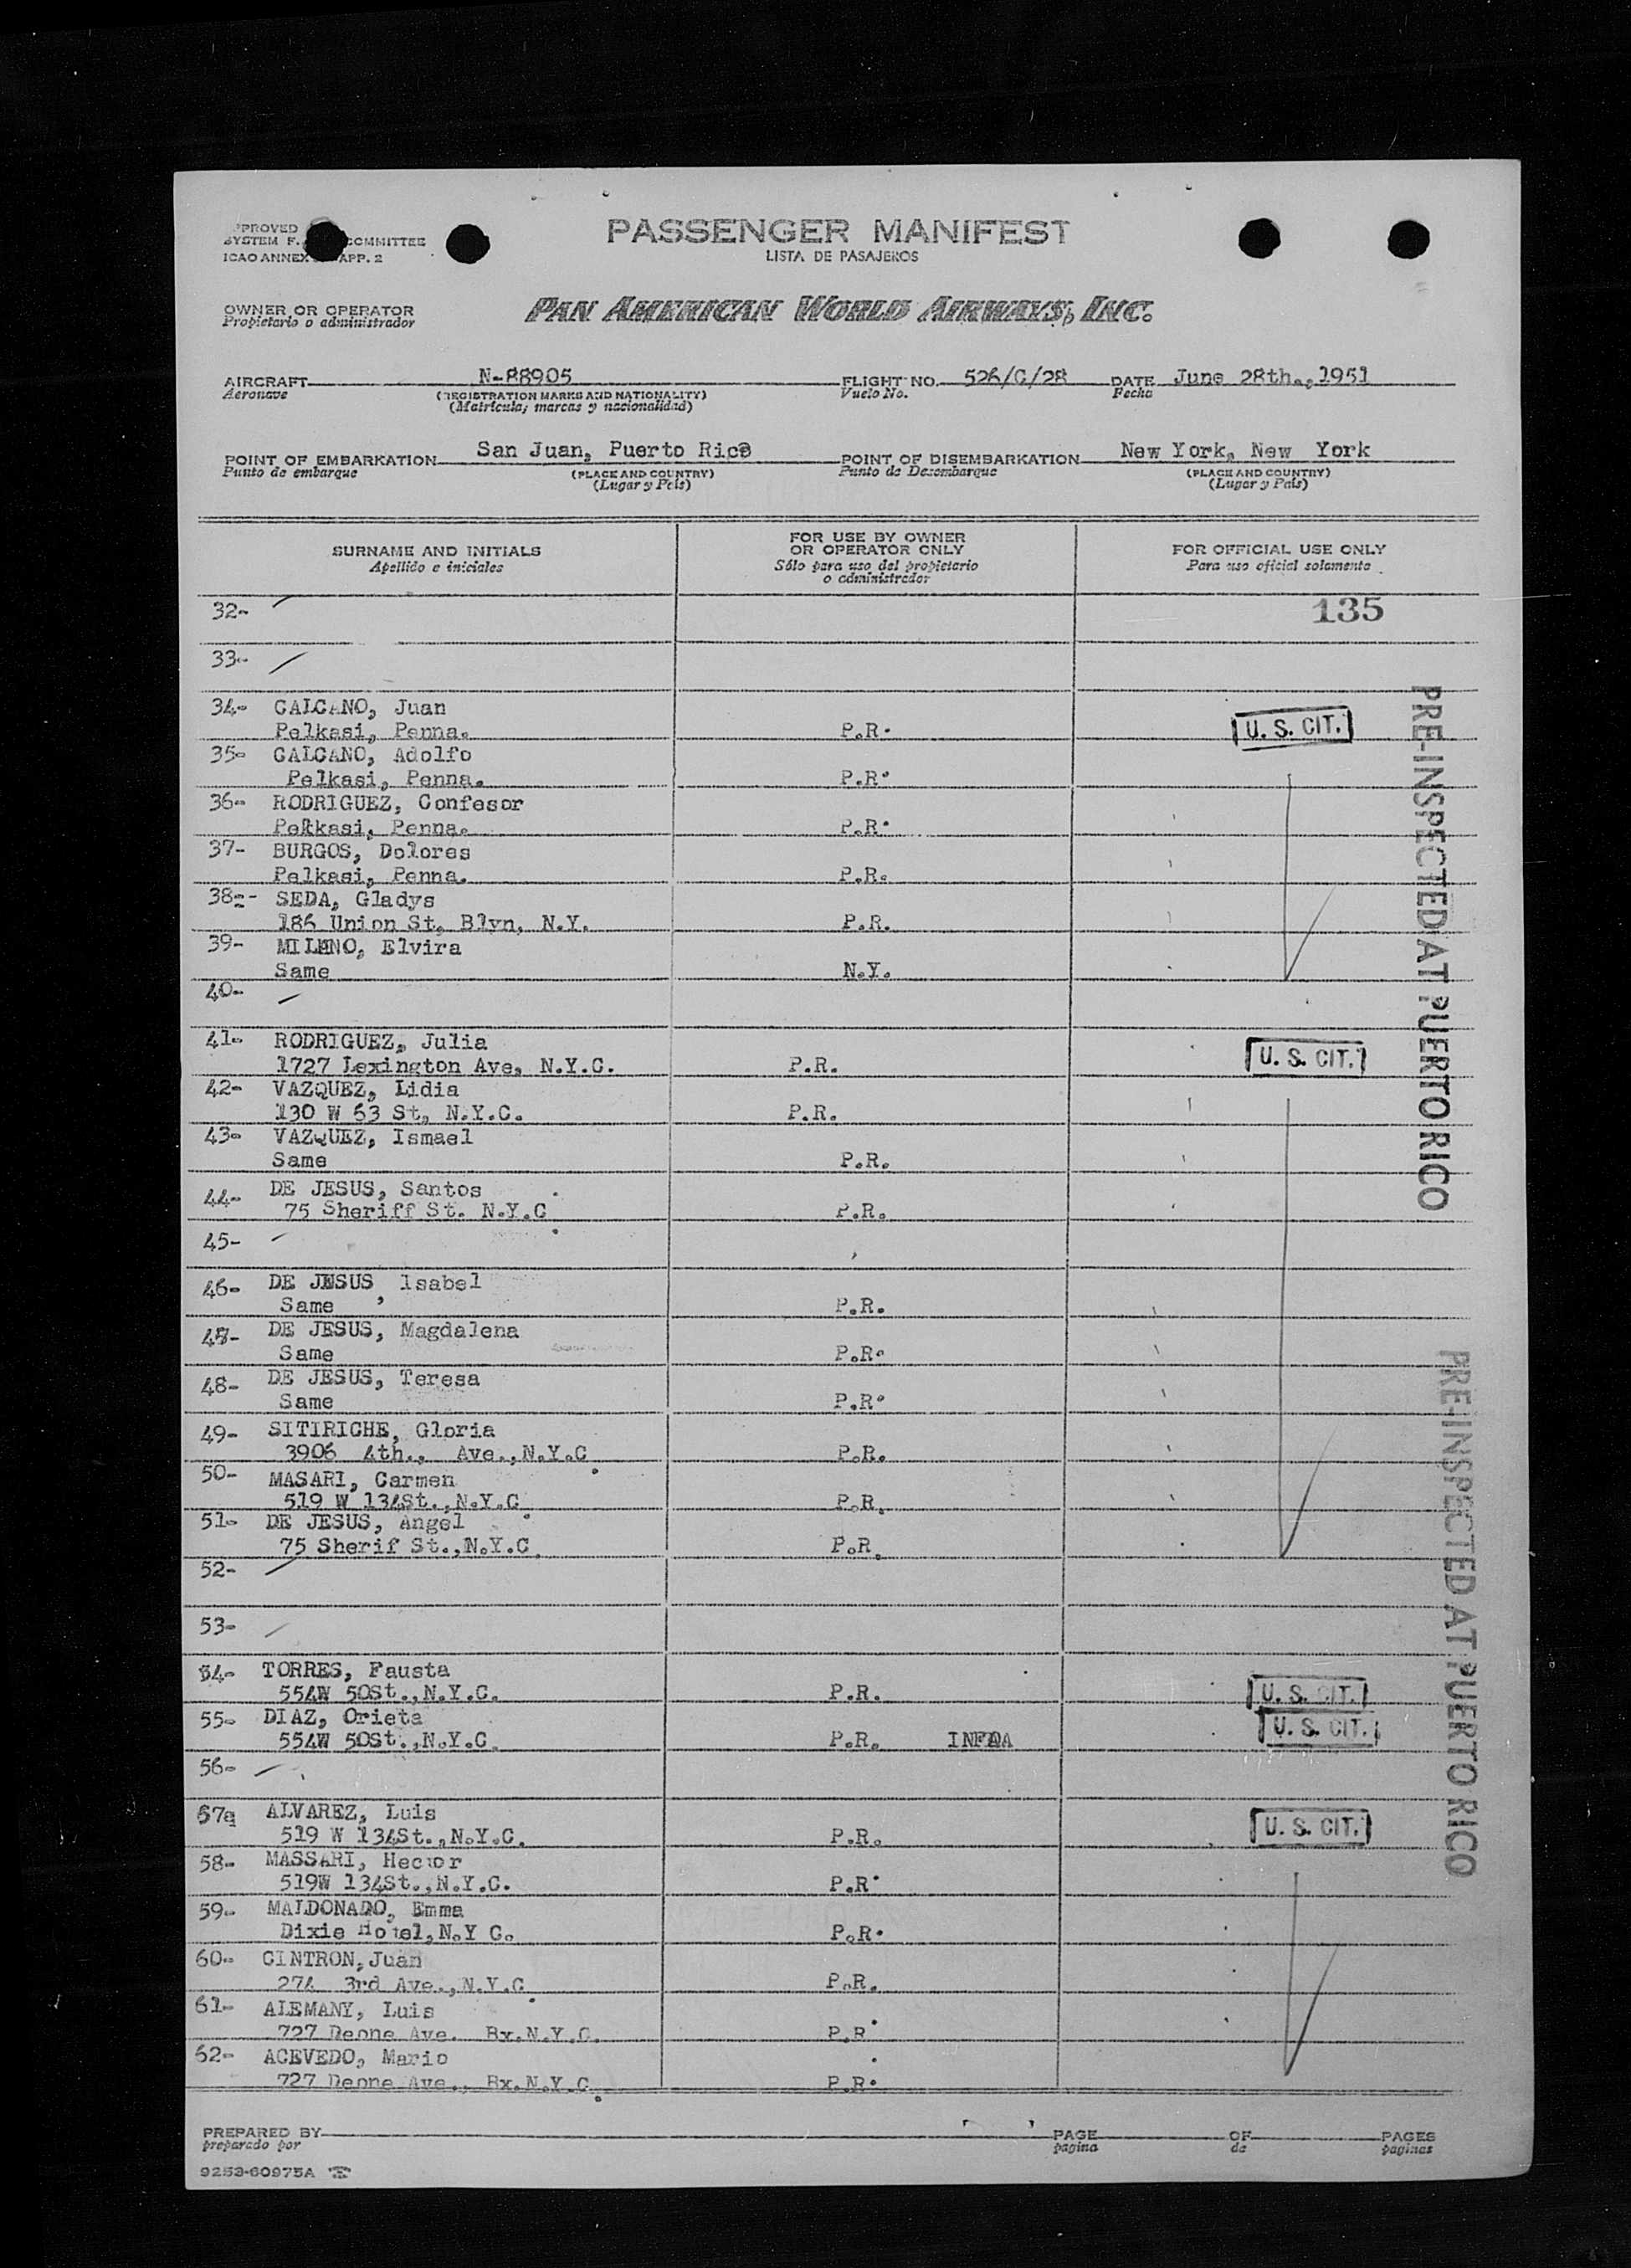 PROVED
SYSTEM F. COMMITTEE
ICAO ANNEX APP. 2
PASSENGER MANIFEST
LISTA DE PASAJEROS
OWNER OR OPERATOR
Propietario o administrador
PAN AMERICAN WORLD AIRWAYS, INC.
AIRCRAFT N-88905 FLIGHT NO. 526/C/28 DATE June 28th., 1951
Aeronave (REGISTRATION MARKS AND NATIONALITY) Vuelo No. Fecha
(Matrícula; marcas y nacionalidad)
POINT OF EMBARKATION San Juan, Puerto Rico POINT OF DISEMBARKATION New York, New York
Punto de embarque (PLACE AND COUNTRY) Punto de Desembarque (PLACE AND COUNTRY)
(Lugar y País) (Lugar y País)
SURNAME AND INITIALS
Apellido e iniciales
FOR USE BY OWNER
OR OPERATOR ONLY
Sólo para uso del propietario
o administrador
FOR OFFICIAL USE ONLY
Para uso oficial solamente
32- 135
33-
34- GALCANO, Juan
Pelkasi, Penna. P.R. U. S. CIT.
35- GALGANO, Adolfo
Pelkasi, Penna. P.R.
36- RODRIGUEZ, Confesor
Pelkasi, Penna. P.R.
37- BURGOS, Dolores
Pelkasi, Penna. P.R.
38- SEDA, Gladys
186 Union St, Blyn, N.Y. P.R.
39- MILANO, Elvira
Same N.Y.
40-
41- RODRIGUEZ, Julia
1727 Lexington Ave, N.Y.C. P.R. U. S. CIT.
42- VAZQUEZ, Lidia
130 W 63 St, N.Y.C. P.R.
43- VAZQUEZ, Ismael
Same P.R.
44- DE JESUS, Santos
75 Sheriff St. N.Y.C P.R.
45-
46- DE JESUS, Isabel
Same P.R.
47- DE JESUS, Magdalena
Same P.R.
48- DE JESUS, Teresa
Same P.R.
49- SITIRICHE, Gloria
3906 4th., Ave., N.Y.C. P.R.
50- MASARI, Carmen
519 W 134St., N.Y.C. P.R.
51- DE JESUS, Angel
75 Sherif St., N.Y.C. P.R.
52-
53-
54- TORRES, Fausta
554W 50St., N.Y.C. P.R. U. S. CIT.
55- DIAZ, Orieta
554W 50St., N.Y.C. P.R. U. S. CIT.
56-
57- ALVAREZ, Luis
519 W 134St., N.Y.C. P.R. U. S. CIT.
58- MASSARI, Hector
519W 134St., N.Y.C. P.R.
59- MALDONADO, Emma
Dixie Hotel, N.Y C. P.R.
60- CINTRON, Juan
274 3rd Ave., N.Y.C. P.R.
61- ALEMANY, Luis
727 Deone Ave. Bx. N.Y.C. P.R.
62- ACEVEDO, Mario
727 Deone Ave., Bx. N.Y.C. P.R.
PRE-INSPECTED AT PUERTO RICO
PRE-INSPECTED AT PUERTO RICO
PREPARED BY PAGE OF PAGES
preparado por pagina de paginas
9253-60975A